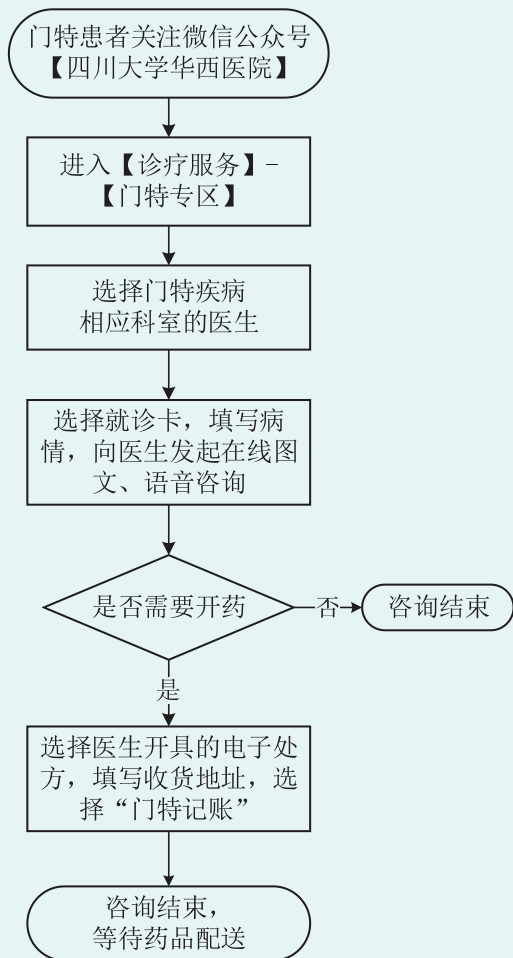 门特患者关注微信公众号
【四川大学华西医院】
进入【诊疗服务】-
【门特专区】
选择门特疾病
相应科室的医生
选择就诊卡，填写病
情，向医生发起在线图
文、语音咨询
是否需要开药
否
咨询结束
是
选择医生开具的电子处
方，填写收货地址，选
择“门特记账”
咨询结束，
等待药品配送